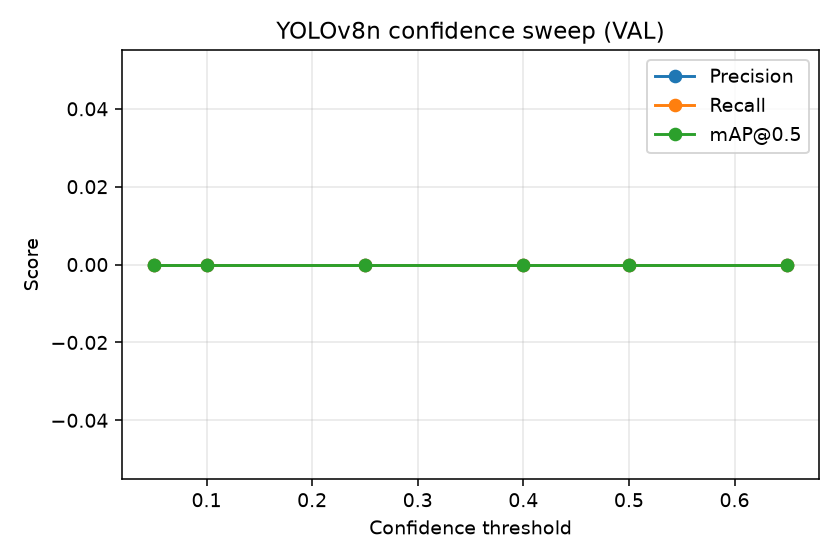 YOLOv8n confidence sweep (VAL)
Precision
Recall
mAP@0.5
0.04
0.02
0.00
−0.02
−0.04
Score
0.1
0.2
0.3
0.4
0.5
0.6
Confidence threshold